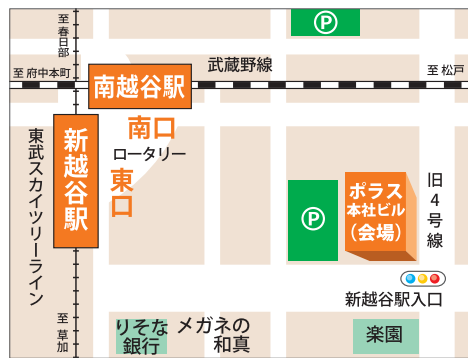 至春日部
P
至府中本町
武蔵野線
至松戸
南越谷駅
南口
ロータリー
新越谷駅
東口
東武スカイツリーライン
P
ポラス
本社ビル
(会場)
旧4号線
新越谷駅入口
至草加
りそな
銀行
メガネの
和真
楽園